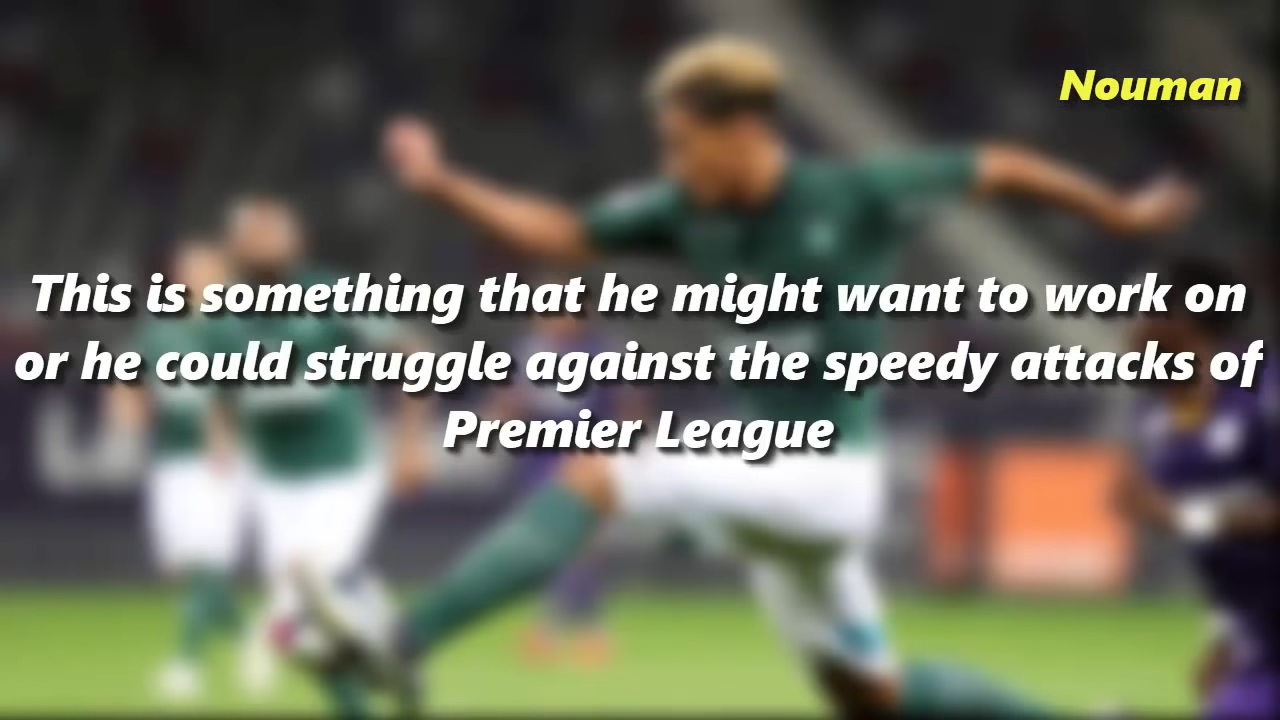 Nouman
This is something that he might want to work on
or he could struggle against the speedy attacks of
Premier League